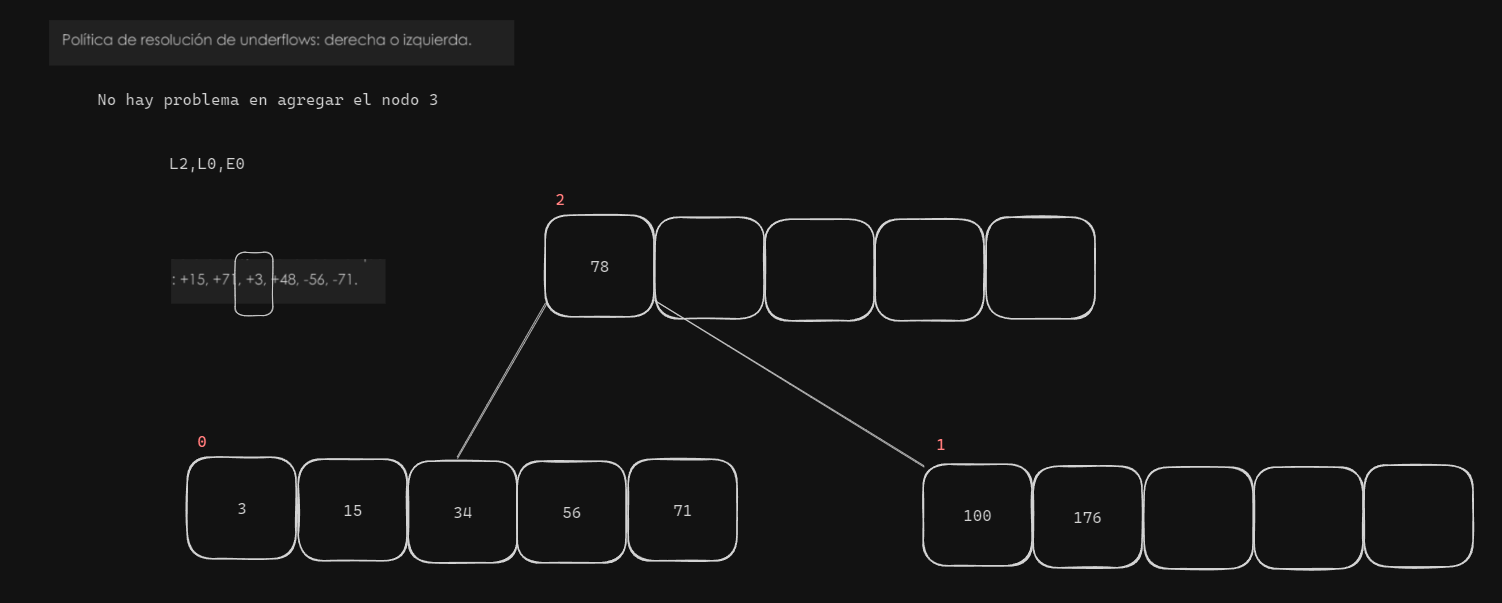 Política de resolución de underflows: derecha o izquierda.
No hay problema en agregar el nodo 3
L2,L0,E0
2
78
: +15, +71, +3, +48, -56, -71.
0
1
3 15 34 56 71
100 176